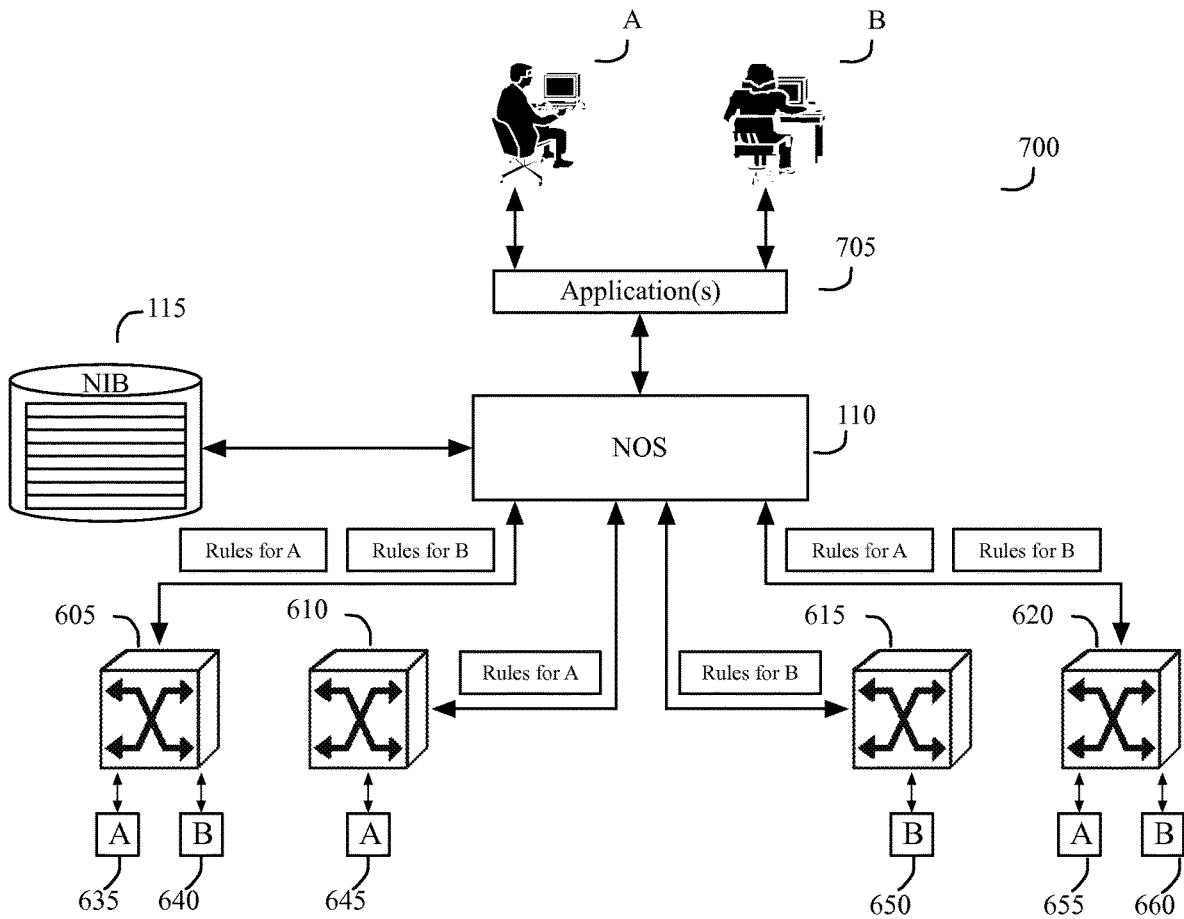 A
B
700
705
Application(s)
115
NIB
110
NOS
Rules for A
Rules for B
Rules for A
Rules for B
605
610
615
620
Rules for A
Rules for B
A
B
A
B
A
B
635
640
645
650
655
660